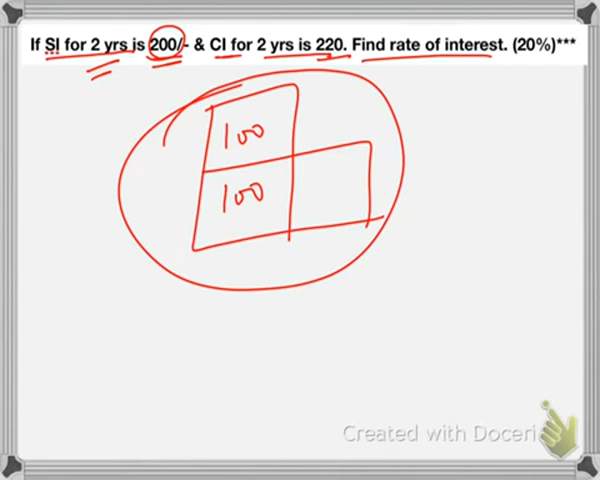 If SI for 2 yrs is 200/- & CI for 2 yrs is 220. Find rate of interest. (20%)***
100
100
Created with Doceri